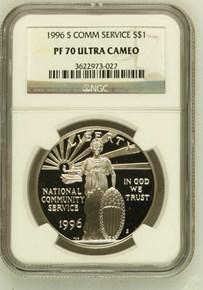 1996 S COMM SERVICE S$1
PF 70 ULTRA CAMEO
3622973-027
NGC
LIBERTY
NATIONAL
COMMUNITY
SERVICE
1996
IN GOD
WE
TRUST
S